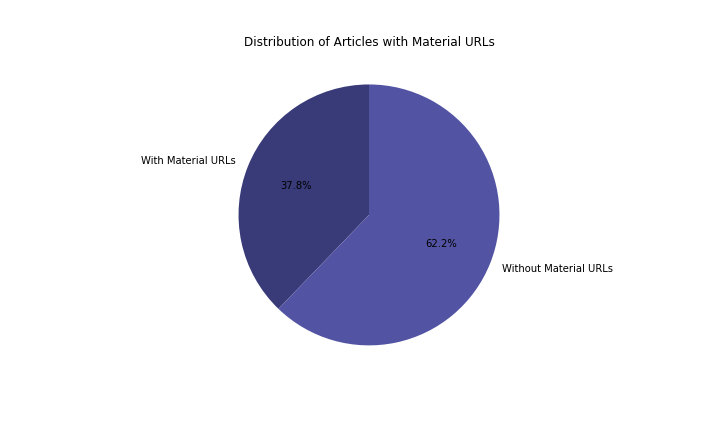 Distribution of Articles with Material URLs
With Material URLs
37.8%
62.2%
Without Material URLs